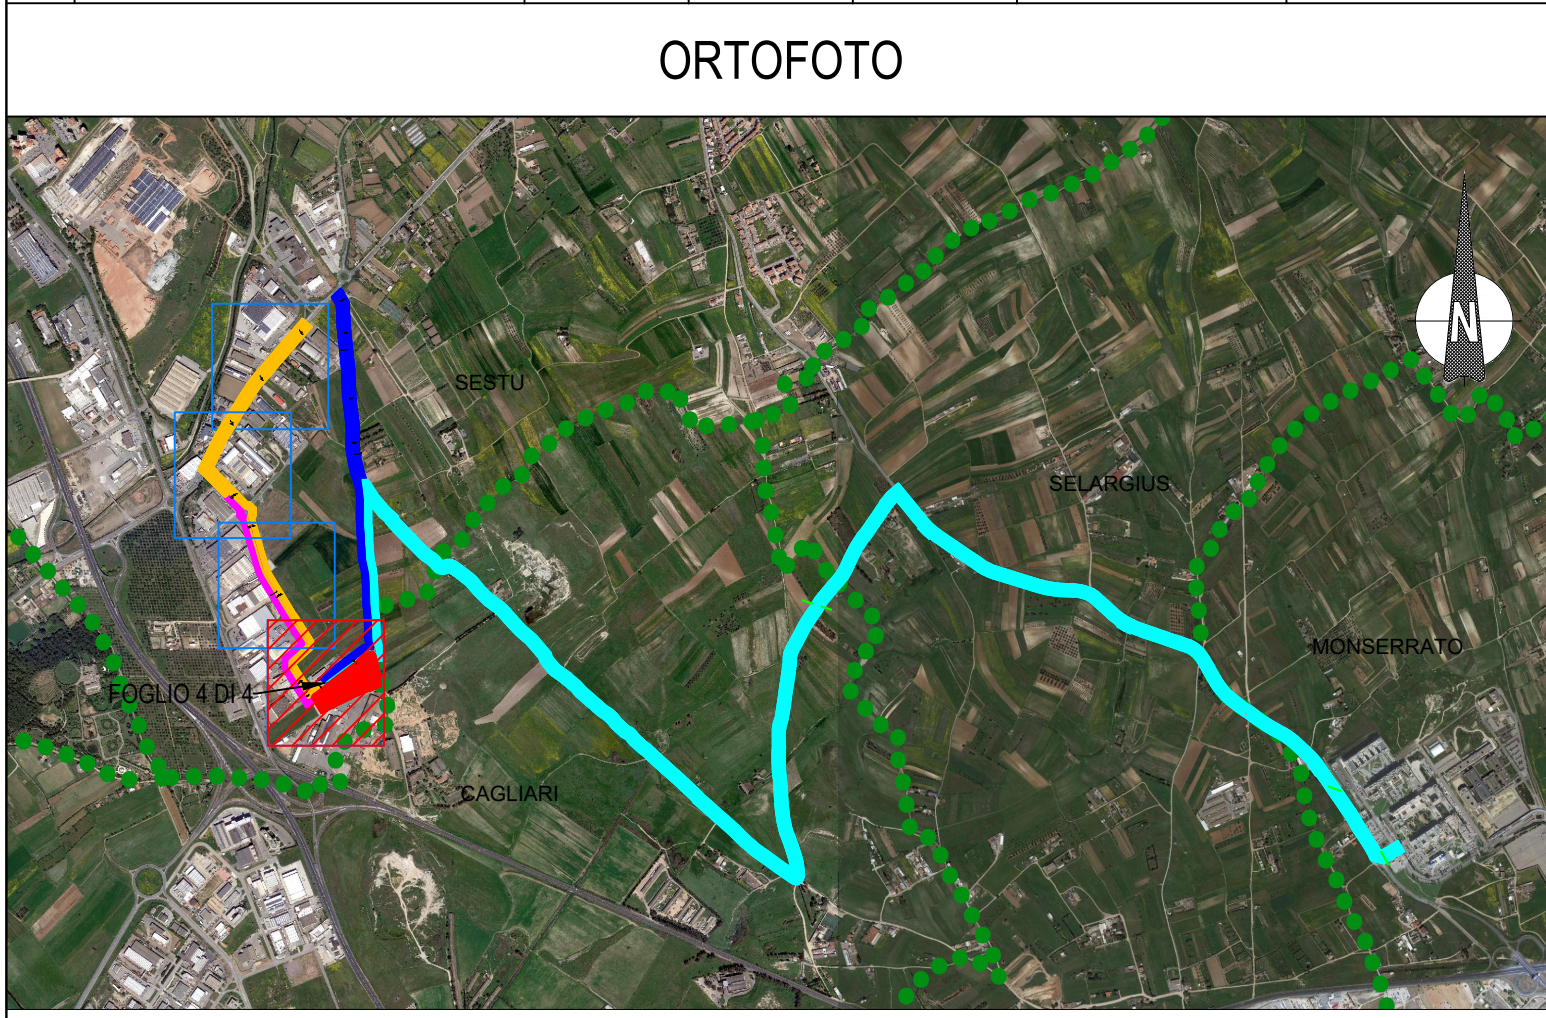 ORTOFOTO
N
SESTU
SELARGIUS
MONSERRATO
FOGLIO 4 DI 4
CAGLIARI